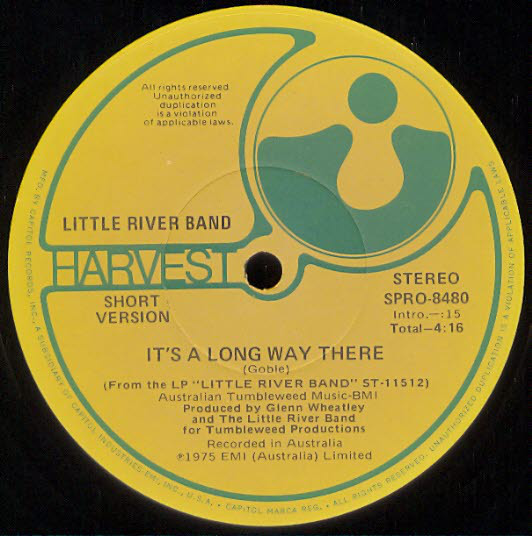 All rights reserved
Unauthorized
duplication
is a violation
of applicable laws.
LITTLE RIVER BAND
HARVEST
SHORT
VERSION
STEREO
SPRO-8480
Intro.—:15
Total—4:16
IT'S A LONG WAY THERE
(Goble)
(From the LP "LITTLE RIVER BAND" ST-11512)
Australian Tumbleweed Music-BMI
Produced by Glenn Wheatley
and The Little River Band
for Tumbleweed Productions
Recorded in Australia
℗1975 EMI (Australia) Limited
MFG. BY CAPITOL RECORDS, INC., A SUBSIDIARY OF CAPITOL INDUSTRIES-EMI, INC., U.S.A. • CAPITOL MARCA REG. • ALL RIGHTS RESERVED. UNAUTHORIZED DUPLICATION IS A VIOLATION OF APPLICABLE LAWS